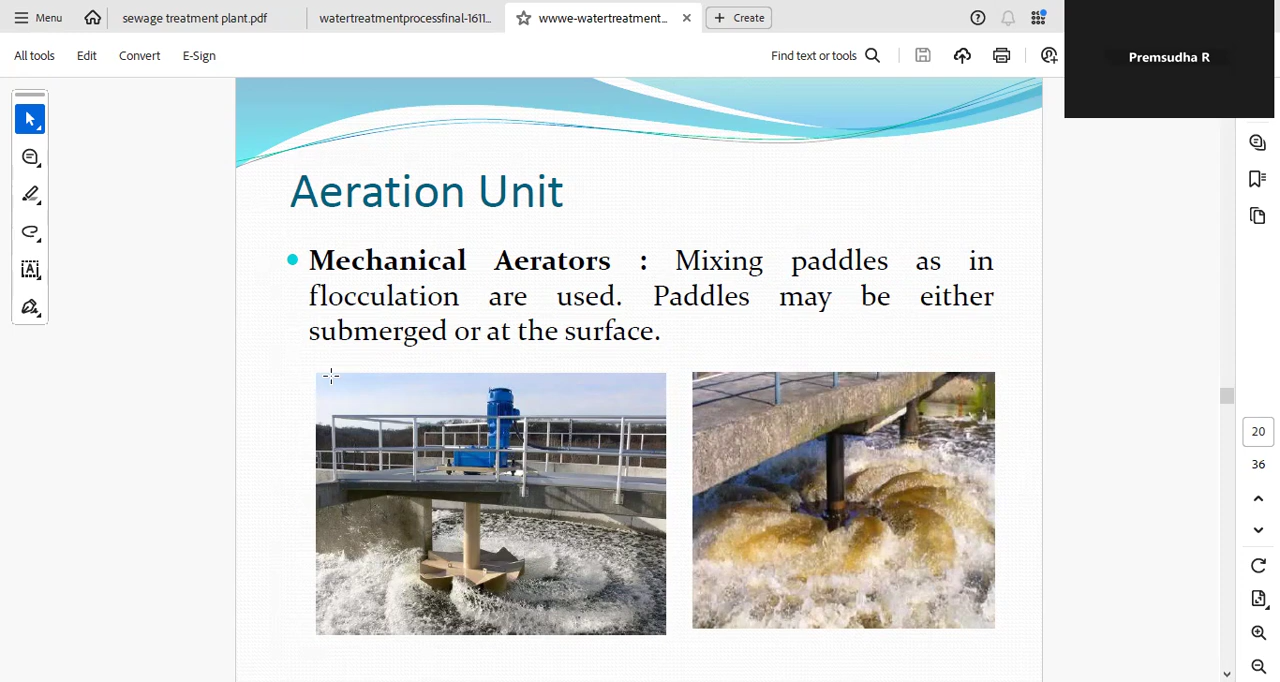 Menu
sewage treatment plant.pdf
watertreatmentprocessfinal-1611...
wwwe-watertreatment...
Create
All tools
Edit
Convert
E-Sign
Find text or tools
Premsudha R
Aeration Unit
Mechanical Aerators : Mixing paddles as in
flocculation are used. Paddles may be either
submerged or at the surface.
20
36